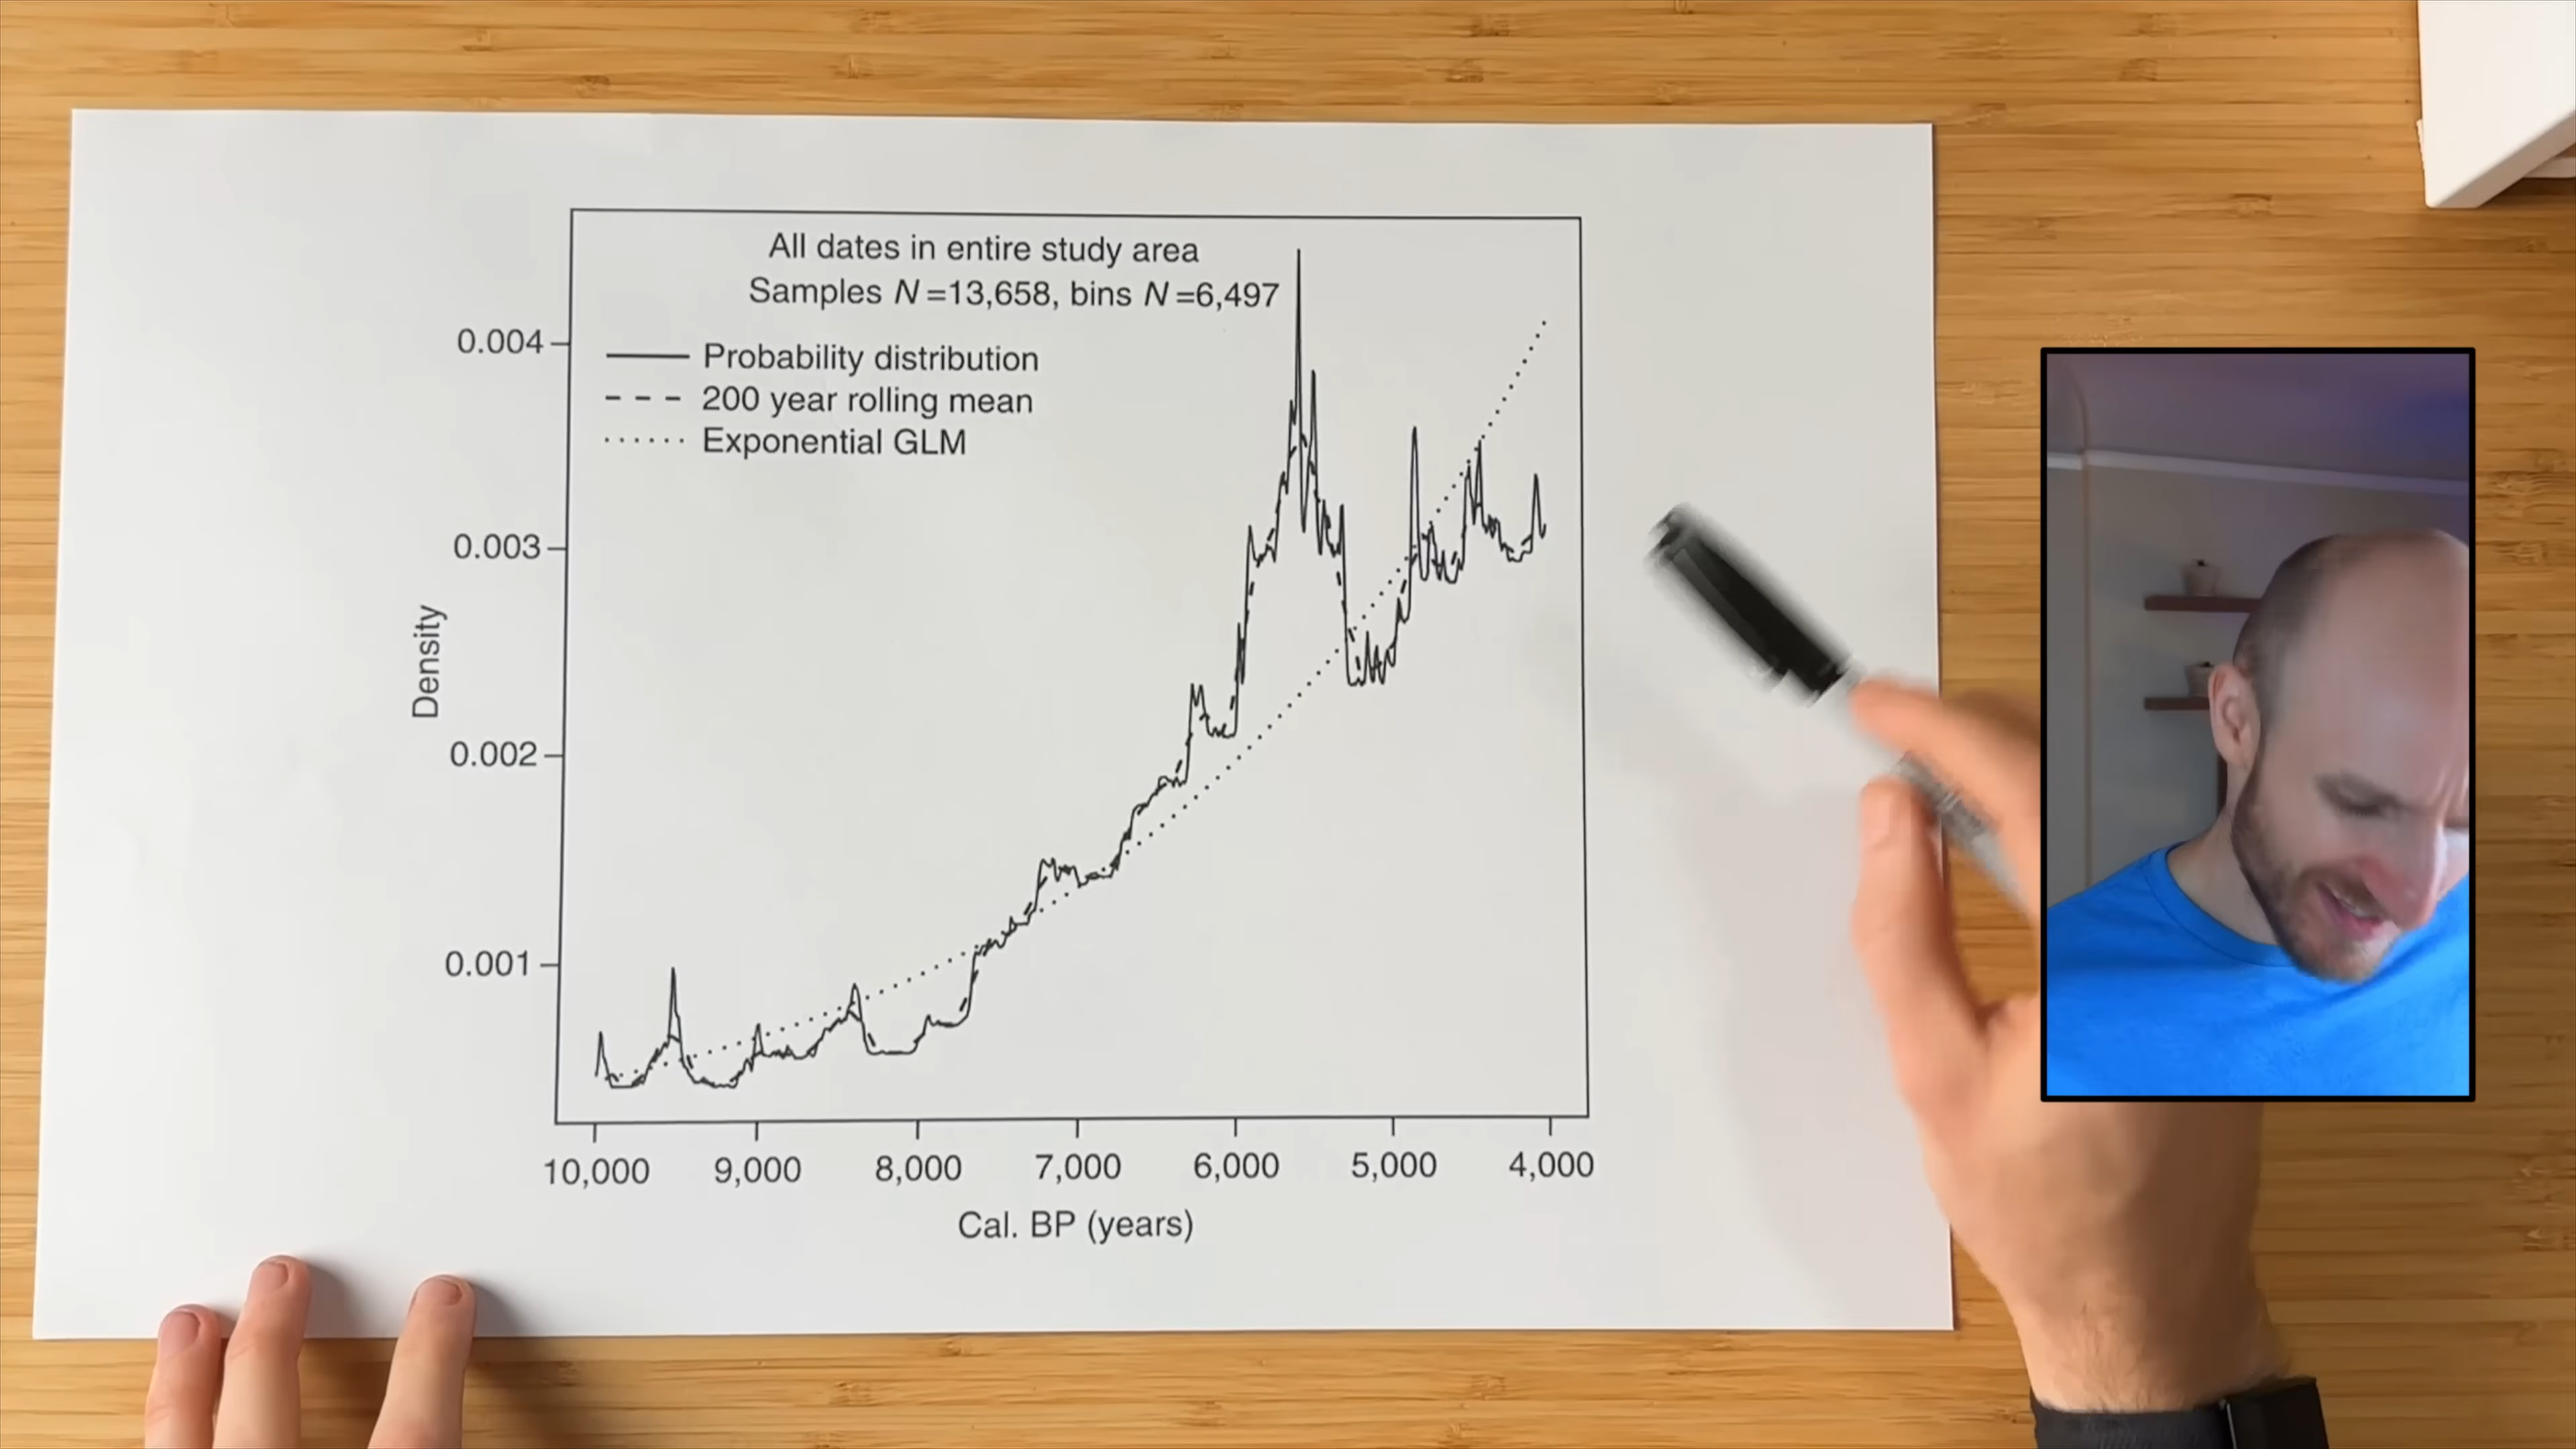 All dates in entire study area
Samples N=13,658, bins N=6,497
Probability distribution
200 year rolling mean
Exponential GLM
0.004
0.003
0.002
0.001
Density
10,000 9,000 8,000 7,000 6,000 5,000 4,000
Cal. BP (years)